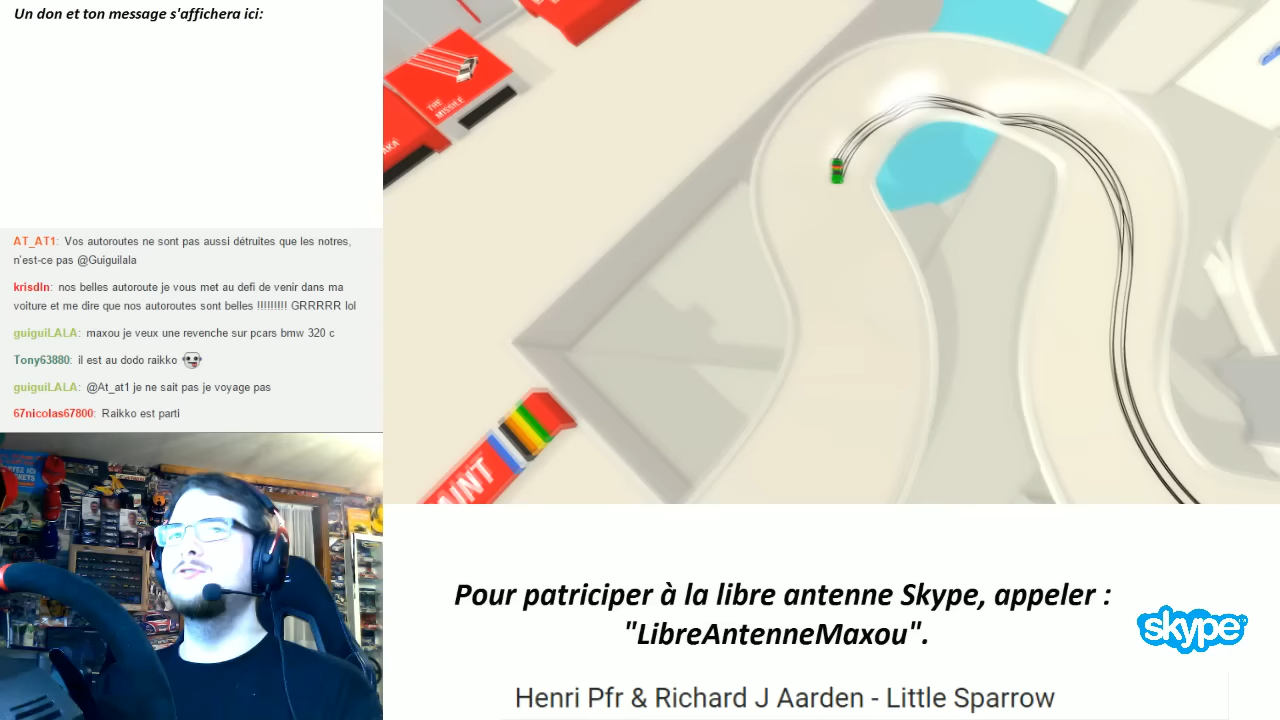 Un don et ton message s'affichera ici:
THE
MISSILE
AKA
AINT
AT_AT1: Vos autoroutes ne sont pas aussi détruites que les notres,
n'est-ce pas @Guiguilala
krisdln: nos belles autoroute je vous met au defi de venir dans ma
voiture et me dire que nos autoroutes sont belles !!!!!!!!! GRRRRR lol
guiguiLALA: maxou je veux une revenche sur pcars bmw 320 c
Tony63880: il est au dodo raikko
guiguiLALA: @At_at1 je ne sait pas je voyage pas
67nicolas67800: Raikko est parti
Pour patriciper à la libre antenne Skype, appeler :
"LibreAntenneMaxou".
skype
Henri Pfr & Richard J Aarden - Little Sparrow